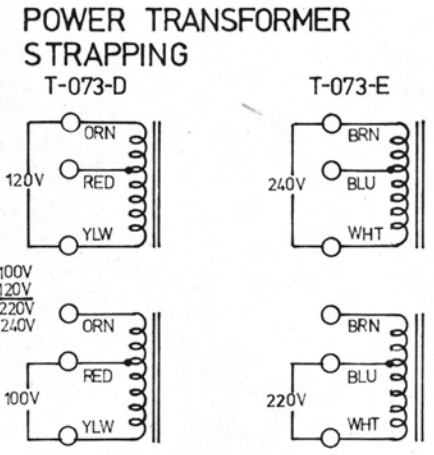 POWER TRANSFORMER
STRAPPING
T-073-D
T-073-E
ORN
120V
RED
YLW
BRN
240V
BLU
WHT
100V
120V
220V
240V
ORN
RED
100V
YLW
BRN
BLU
220V
WHT